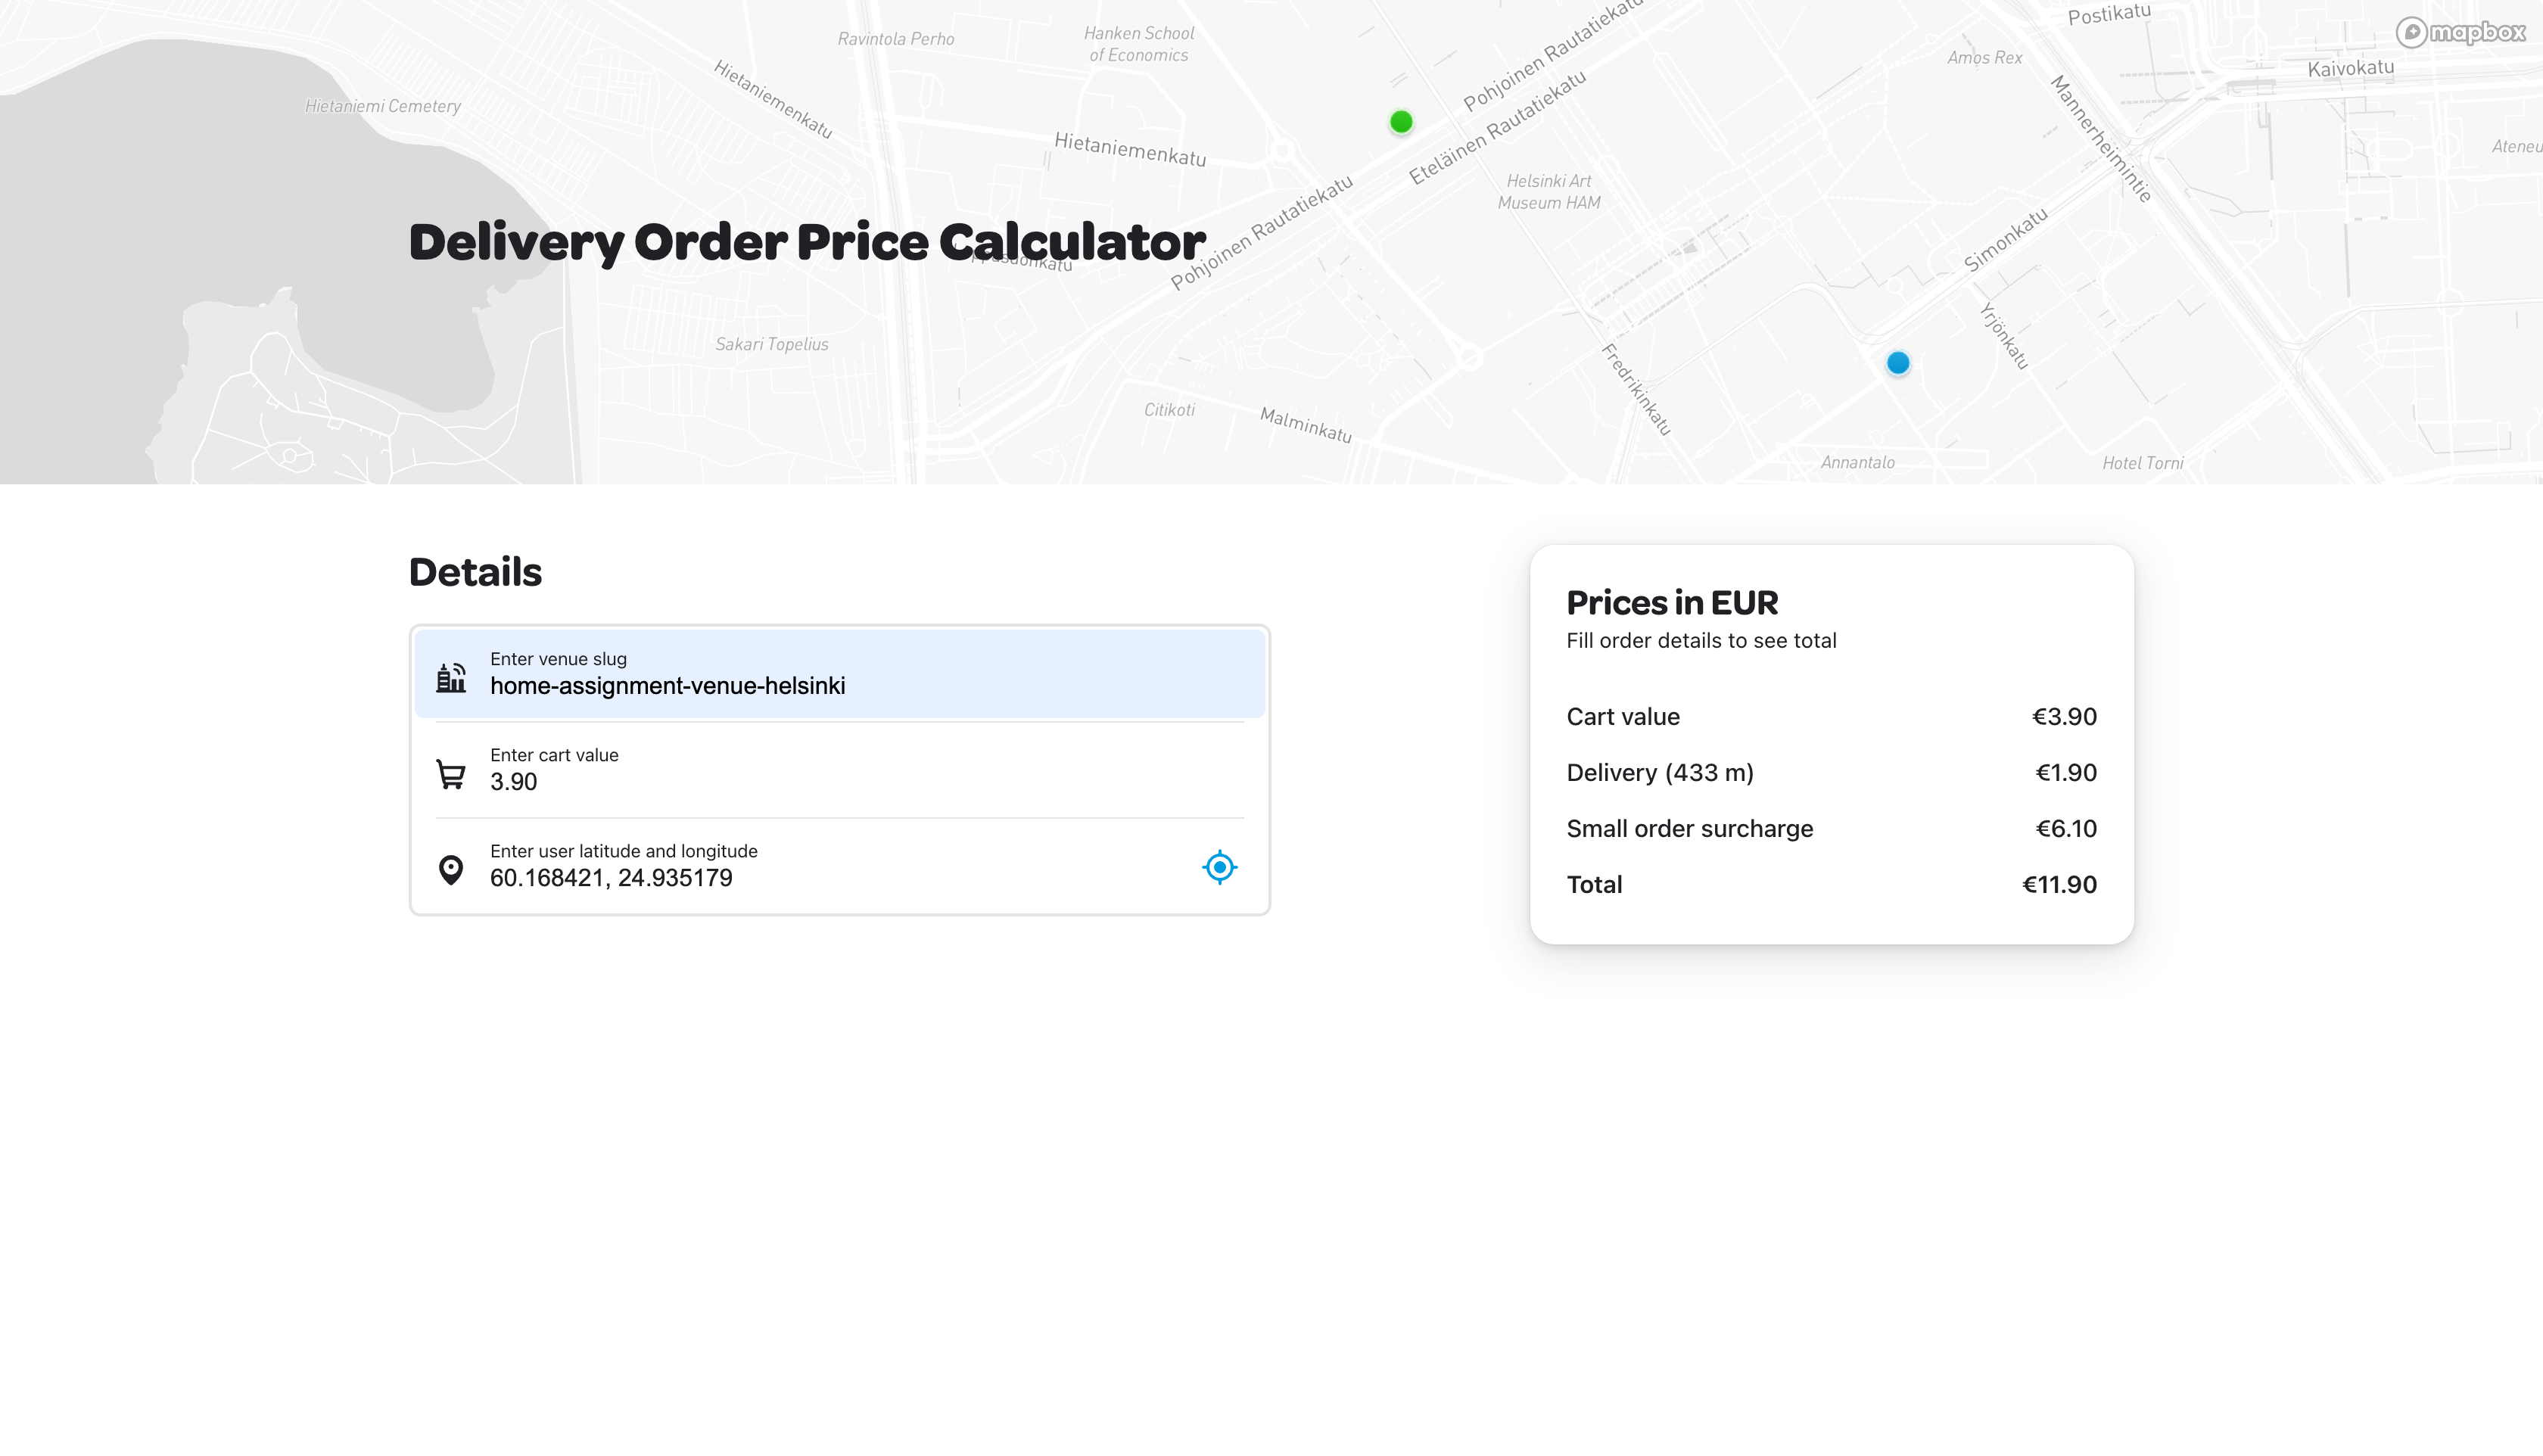 Postikatu
mapbox
Ravintola Perho
Hanken School
of Economics
Pohjoinen Rautatiekatu
Amos Rex
Kaivokatu
Hietaniemi Cemetery
Hietaniemenkatu
Mannerheimintie
Eteläinen Rautatiekatu
Hietaniemenkatu
Ateneu
Helsinki Art
Museum HAM
Pohjoinen Rautatiekatu
Simonkatu
Delivery Order Price Calculator
Yrjönkatu
Sakari Topelius
Fredrikinkatu
Citikoti
Malminkatu
Annantalo
Hotel Torni
Details
Enter venue slug
home-assignment-venue-helsinki
Enter cart value
3.90
Enter user latitude and longitude
60.168421, 24.935179
Prices in EUR
Fill order details to see total
Cart value €3.90
Delivery (433 m) €1.90
Small order surcharge €6.10
Total €11.90